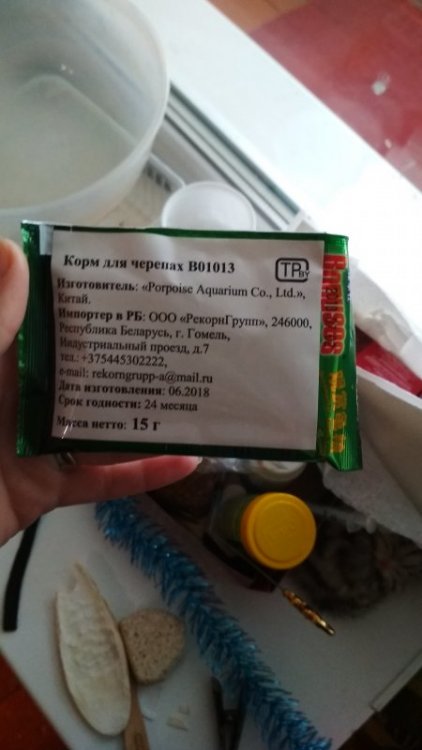 Корм для черепах В01013
TP BY
Изготовитель: «Porpoise Aquarium Co., Ltd.»,
Китай.
Импортер в РБ: ООО «РекорнГрупп», 246000,
Республика Беларусь, г. Гомель,
Индустриальный проезд, д.7
тел.:+375445302222,
e-mail: rekorngrupp-a@mail.ru
Дата изготовления: 06.2018
Срок годности: 24 месяца
Масса нетто: 15 г